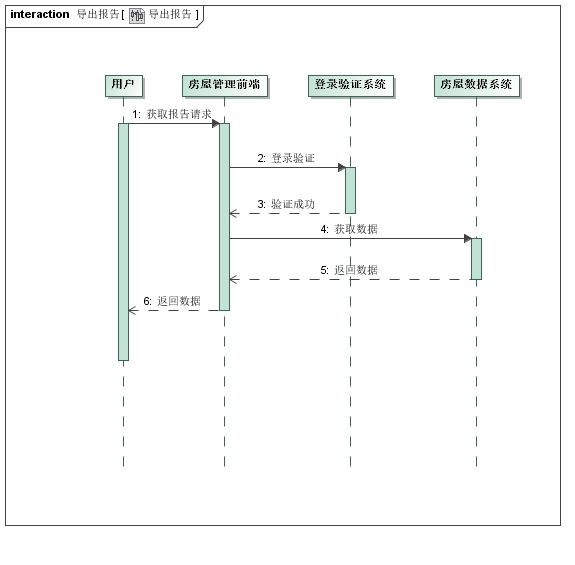 interaction 导出报告[ 导出报告 ]
用户 房屋管理前端 登录验证系统 房屋数据系统
1: 获取报告请求
2: 登录验证
3: 验证成功
4: 获取数据
5: 返回数据
6: 返回数据